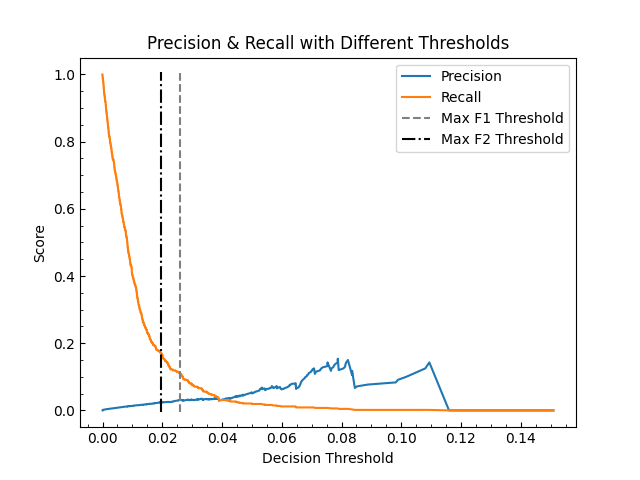 Precision & Recall with Different Thresholds
Precision
Recall
Max F1 Threshold
Max F2 Threshold
Score
1.0
0.8
0.6
0.4
0.2
0.0
0.00 0.02 0.04 0.06 0.08 0.10 0.12 0.14
Decision Threshold